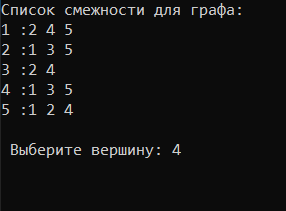 Список смежности для графа:
1 :2 4 5
2 :1 3 5
3 :2 4
4 :1 3 5
5 :1 2 4
Выберите вершину: 4